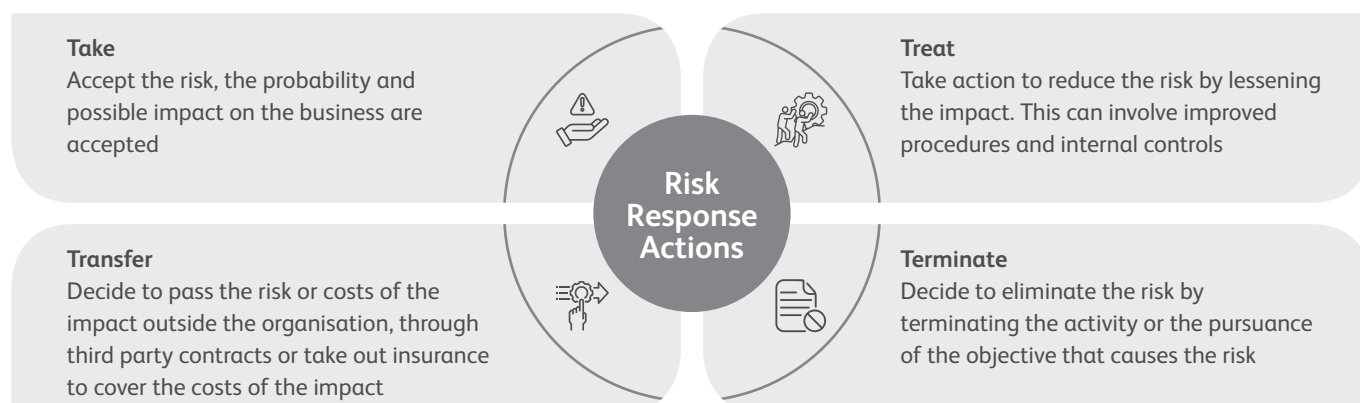 Take
Accept the risk, the probability and
possible impact on the business are
accepted
Treat
Take action to reduce the risk by lessening
the impact. This can involve improved
procedures and internal controls
Risk
Response
Actions
Transfer
Decide to pass the risk or costs of the
impact outside the organisation, through
third party contracts or take out insurance
to cover the costs of the impact
Terminate
Decide to eliminate the risk by
terminating the activity or the pursuance
of the objective that causes the risk